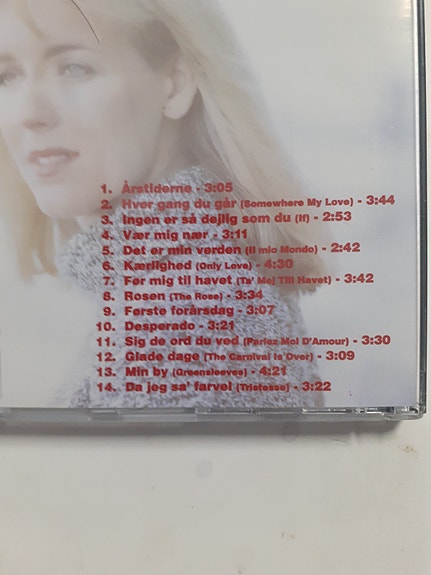 1. Årstiderne - 3:05
2. Hver gang du går (Somewhere My Love) - 3:44
3. Ingen er så dejlig som du (If) - 2:53
4. Vær mig nær - 3:11
5. Det er min verden (Il mio Mondo) - 2:42
6. Kærlighed (Only Love) - 4:30
7. Før mig til havet (Ta' Mej Till Havet) - 3:42
8. Rosen (The Rose) - 3:34
9. Første forårsdag - 3:07
10. Desperado - 3:21
11. Sig de ord du ved (Parlez Moi D'Amour) - 3:30
12. Glade dage (The Carnival Is Over) - 3:09
13. Min by (Greensleeves) - 4:21
14. Da jeg sa' farvel (Tristesse) - 3:22